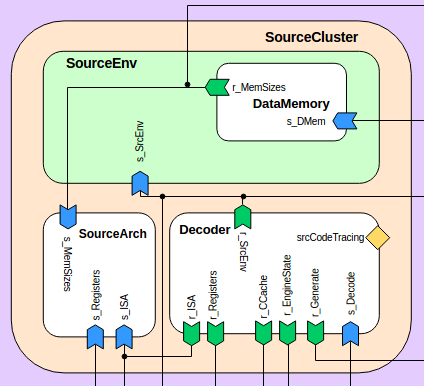 SourceCluster
SourceEnv
r_MemSizes
DataMemory
s_DMem
s_SrcEnv
SourceArch
s_MemSizes
s_Registers
s_ISA
Decoder
r_SrcEnv
srcCodeTracing
r_ISA
r_Registers
r_CCache
r_EngineState
r_Generate
s_Decode